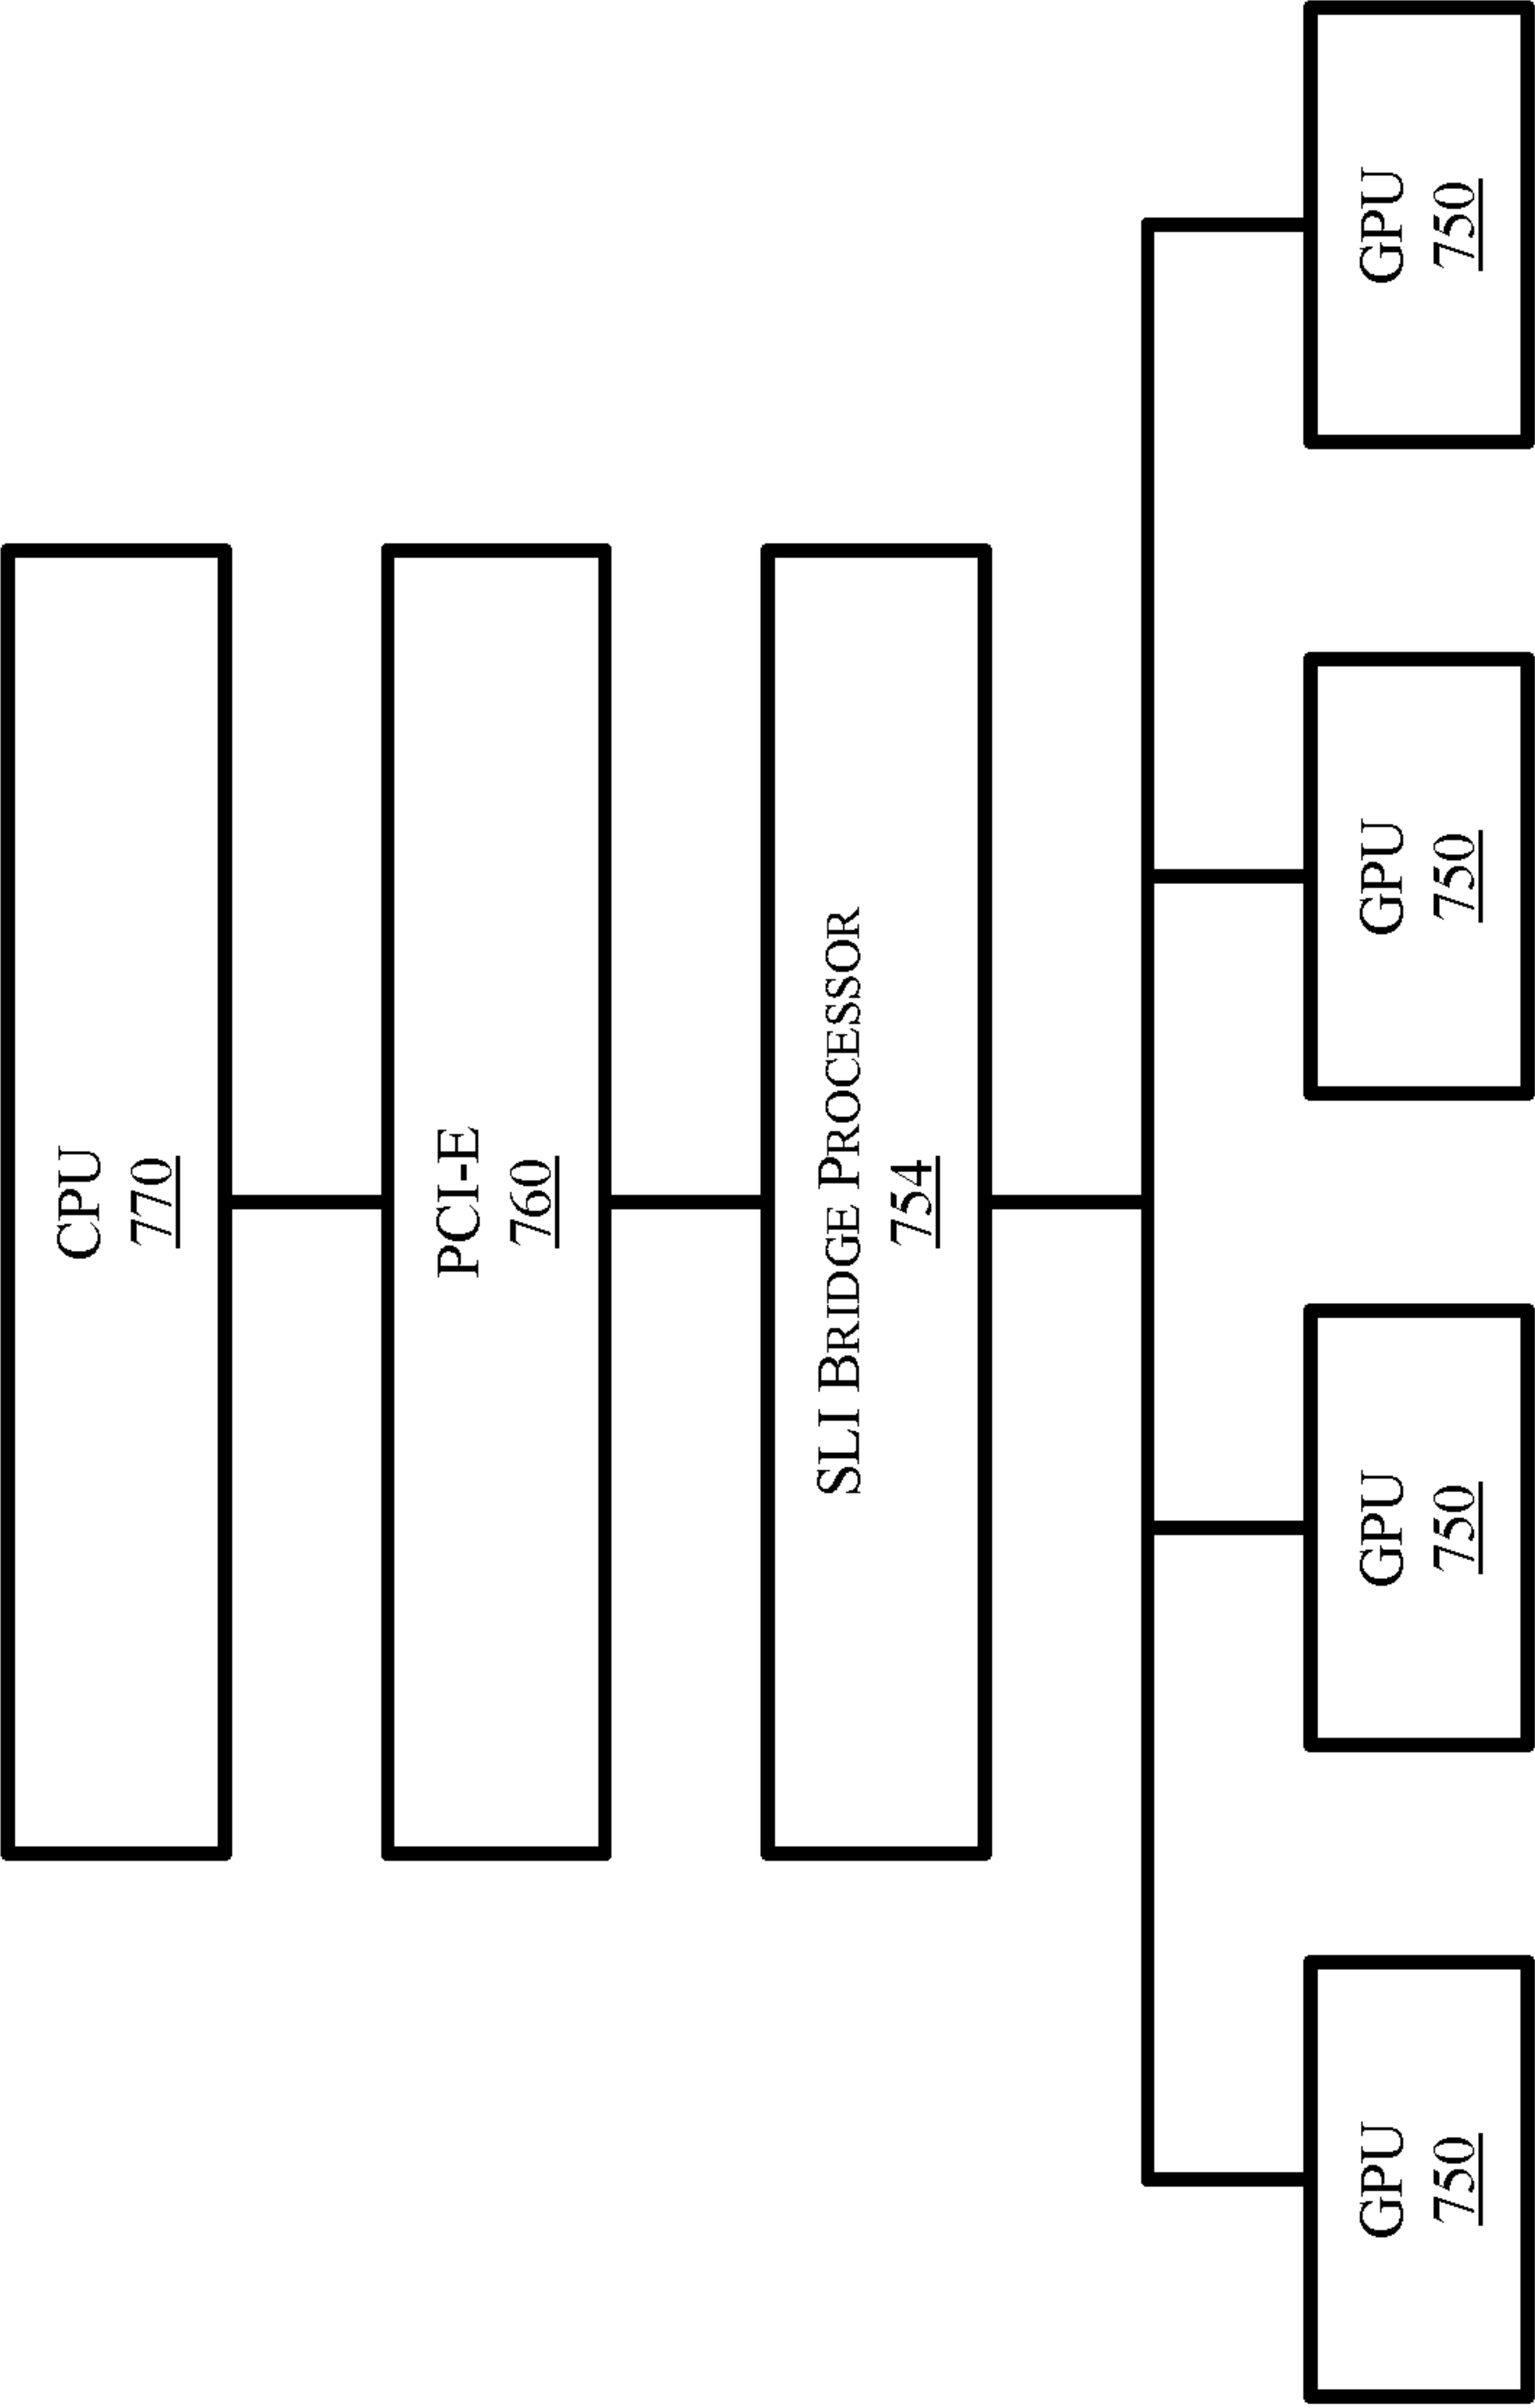 CPU
770
PCI-E
760
SLI BRIDGE PROCESSOR
754
GPU
750
GPU
750
GPU
750
GPU
750